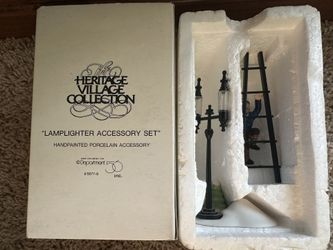 The
HERITAGE
VILLAGE
COLLECTION
"LAMPLIGHTER ACCESSORY SET"
HANDPAINTED PORCELAIN ACCESSORY
Department 56
INC.